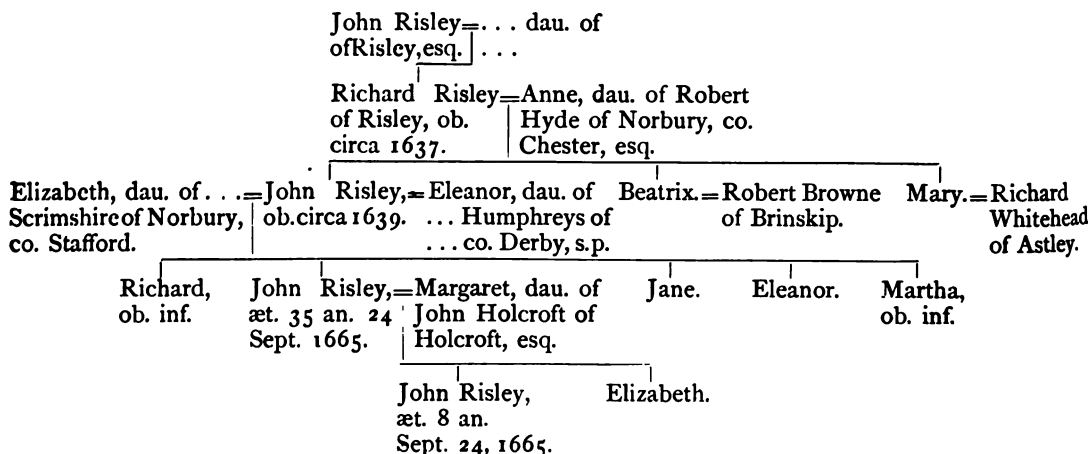 John Risley=... dau. of
of Risley, esq. ...
Richard Risley=Anne, dau. of Robert
of Risley, ob. Hyde of Norbury, co.
circa 1637. Chester, esq.
Elizabeth, dau. of ...=John Risley,=Eleanor, dau. of Beatrix.=Robert Browne Mary.=Richard
Scrimshire of Norbury, ob. circa 1639. ... Humphreys of of Brinskip. Whitehead
co. Stafford. ... co. Derby, s.p. of Astley.
Richard, John Risley,=Margaret, dau. of Jane. Eleanor. Martha,
ob. inf. æt. 35 an. 24 John Holcroft of ob. inf.
Sept. 1665. Holcroft, esq.
John Risley, Elizabeth.
æt. 8 an.
Sept. 24, 1665.